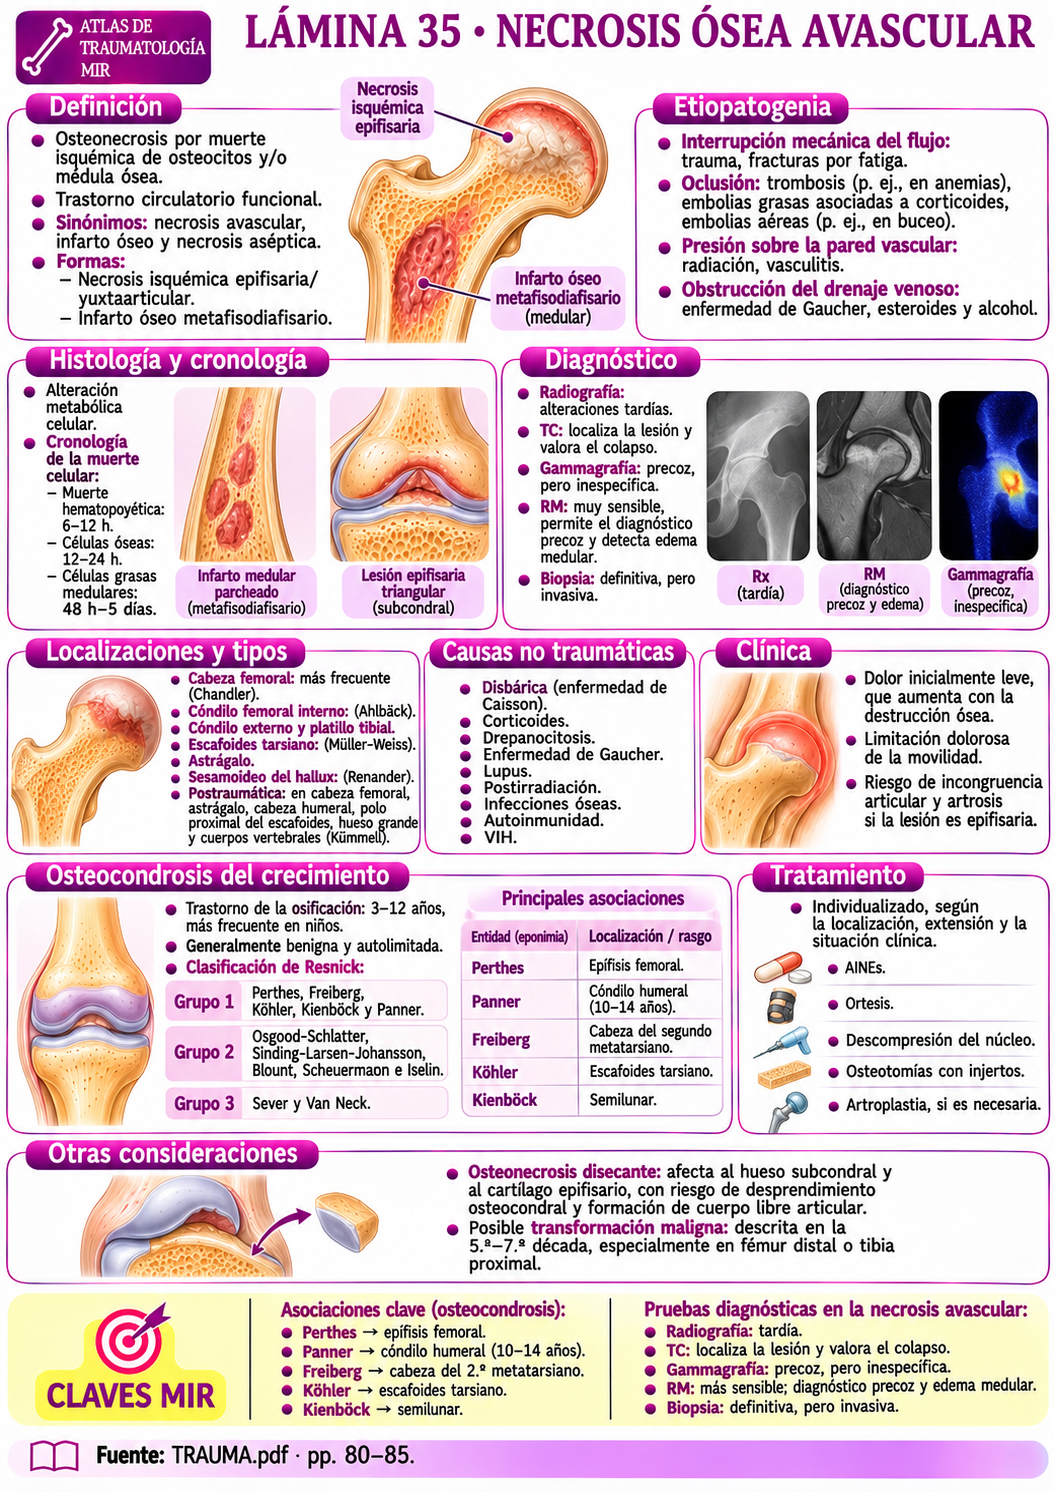 ATLAS DE
TRAUMATOLOGÍA
MIR
LÁMINA 35 • NECROSIS ÓSEA AVASCULAR
Definición
Osteonecrosis por muerte
isquémica de osteocitos y/o
médula ósea.
Trastorno circulatorio funcional.
Sinónimos: necrosis avascular,
infarto óseo y necrosis aséptica.
Formas:
– Necrosis isquémica epifisaria/
yuxtaarticular.
– Infarto óseo metafisodiafisario.
Necrosis
isquémica
epifisaria
Infarto óseo
metafisodiafisario
(medular)
Etiopatogenia
Interrupción mecánica del flujo:
trauma, fracturas por fatiga.
Oclusión: trombosis (p. ej., en anemias),
embolias grasas asociadas a corticoides,
embolias aéreas (p. ej., en buceo).
Presión sobre la pared vascular:
radiación, vasculitis.
Obstrucción del drenaje venoso:
enfermedad de Gaucher, esteroides y alcohol.
Histología y cronología
Alteración
metabólica
celular.
Cronología
de la muerte
celular:
– Muerte
hematopoyética:
6–12 h.
– Células óseas:
12–24 h.
– Células grasas
medulares:
48 h–5 días.
Infarto medular
parcheado
(metafisodiafisario)
Lesión epifisaria
triangular
(subcondral)
Diagnóstico
Radiografía:
alteraciones tardías.
TC: localiza la lesión y
valora el colapso.
Gammagrafía: precoz,
pero inespecífica.
RM: muy sensible,
permite el diagnóstico
precoz y detecta edema
medular.
Biopsia: definitiva, pero
invasiva.
Rx
(tardía)
RM
(diagnóstico
precoz y edema)
Gammagrafía
(precoz,
inespecífica)
Localizaciones y tipos
Cabeza femoral: más frecuente
(Chandler).
Cóndilo femoral interno: (Ahlbäck).
Cóndilo externo y platillo tibial.
Escafoides tarsiano: (Müller-Weiss).
Astrágalo.
Sesamoideo del hallux: (Renander).
Postraumática: en cabeza femoral,
astrágalo, cabeza humeral, polo
proximal del escafoides, hueso grande
y cuerpos vertebrales (Kümmell).
Causas no traumáticas
Disbárica (enfermedad de
Caisson).
Corticoides.
Drepanocitosis.
Enfermedad de Gaucher.
Lupus.
Postirradiación.
Infecciones óseas.
Autoinmunidad.
VIH.
Clínica
Dolor inicialmente leve,
que aumenta con la
destrucción ósea.
Limitación dolorosa
de la movilidad.
Riesgo de incongruencia
articular y artrosis
si la lesión es epifisaria.
Osteocondrosis del crecimiento
Trastorno de la osificación: 3–12 años,
más frecuente en niños.
Generalmente benigna y autolimitada.
Clasificación de Resnick:
Grupo 1
Perthes, Freiberg,
Köhler, Kienböck y Panner.
Grupo 2
Osgood-Schlatter,
Sinding-Larsen-Johansson,
Blount, Scheuermaon e Iselin.
Grupo 3
Sever y Van Neck.
Principales asociaciones
Entidad (eponimia) Localización / rasgo
Perthes Epífisis femoral.
Panner Cóndilo humeral
(10–14 años).
Freiberg Cabeza del segundo
metatarsiano.
Köhler Escafoides tarsiano.
Kienböck Semilunar.
Tratamiento
Individualizado, según
la localización, extensión y la
situación clínica.
AINEs.
Ortesis.
Descompresión del núcleo.
Osteotomías con injertos.
Artroplastia, si es necesaria.
Otras consideraciones
Osteonecrosis disecante: afecta al hueso subcondral y
al cartílago epifisario, con riesgo de desprendimiento
osteocondral y formación de cuerpo libre articular.
Posible transformación maligna: descrita en la
5.ª–7.ª década, especialmente en fémur distal o tibia
proximal.
CLAVES MIR
Asociaciones clave (osteocondrosis):
Perthes → epífisis femoral.
Panner → cóndilo humeral (10–14 años).
Freiberg → cabeza del 2.º metatarsiano.
Köhler → escafoides tarsiano.
Kienböck → semilunar.
Pruebas diagnósticas en la necrosis avascular:
Radiografía: tardía.
TC: localiza la lesión y valora el colapso.
Gammagrafía: precoz, pero inespecífica.
RM: más sensible; diagnóstico precoz y edema medular.
Biopsia: definitiva, pero invasiva.
Fuente: TRAUMA.pdf · pp. 80–85.